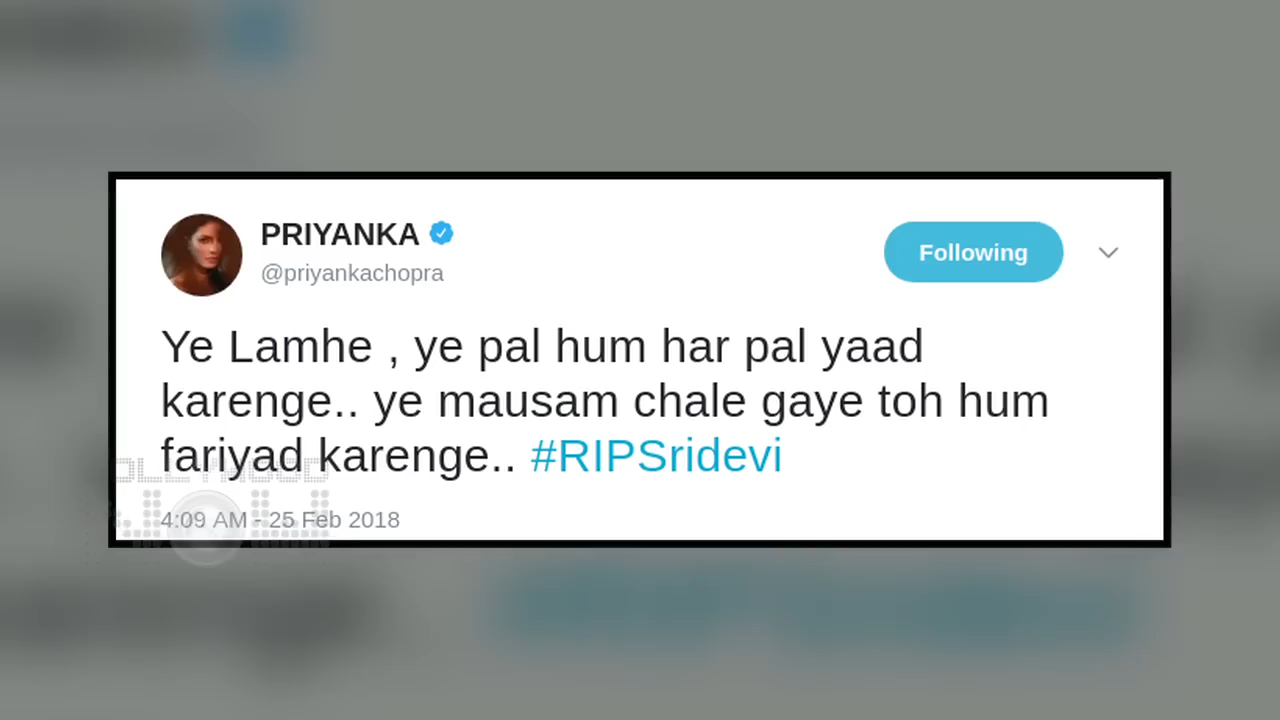 PRIYANKA
@priyankachopra
Following
Ye Lamhe , ye pal hum har pal yaad
karenge.. ye mausam chale gaye toh hum
fariyad karenge.. #RIPSridevi
4:09 AM - 25 Feb 2018